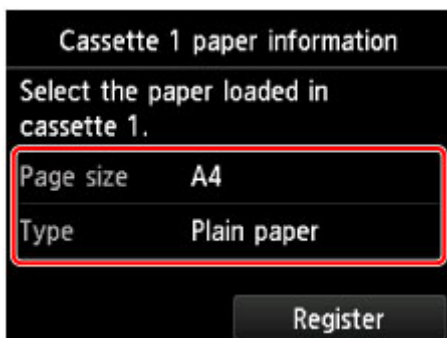 Cassette 1 paper information
Select the paper loaded in
cassette 1.
Page size A4
Type Plain paper
Register